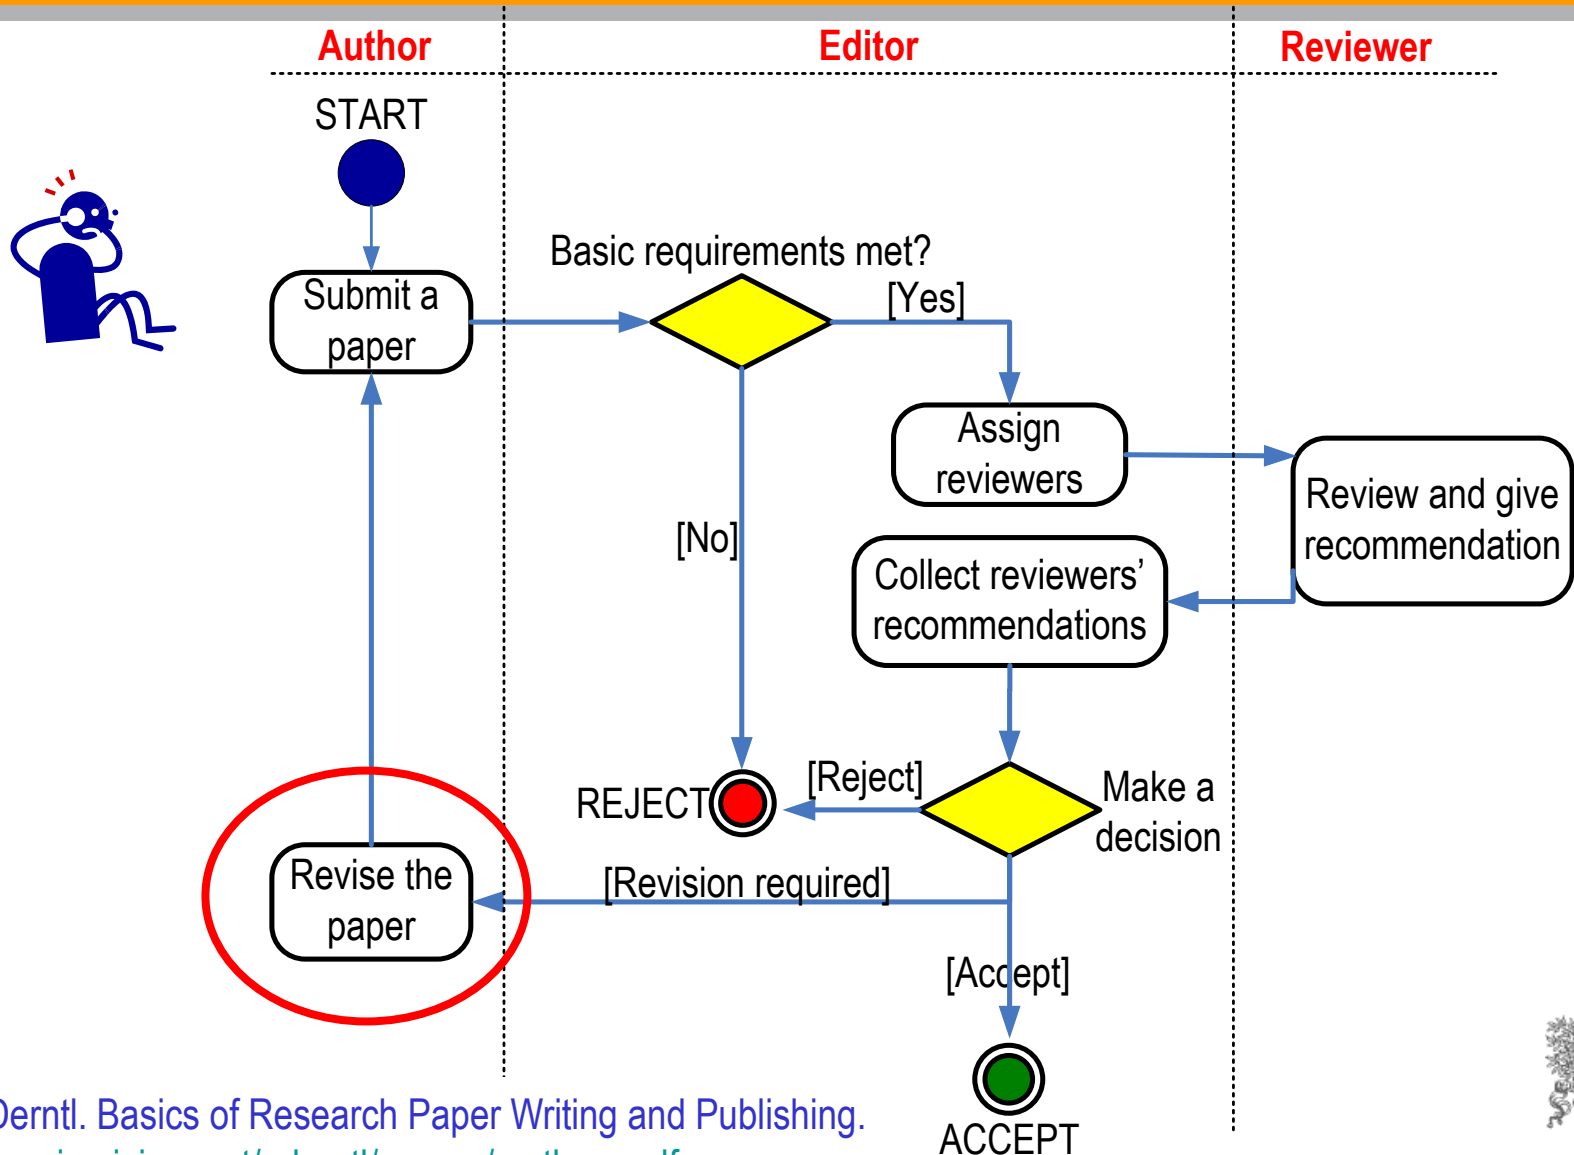 Author
Editor
Reviewer
START
Basic requirements met?
[Yes]
Submit a
paper
Assign
reviewers
Review and give
recommendation
[No]
Collect reviewers’
recommendations
[Reject]
REJECT
Make a
decision
Revise the
paper
[Revision required]
[Accept]
ACCEPT
Derntl. Basics of Research Paper Writing and Publishing.